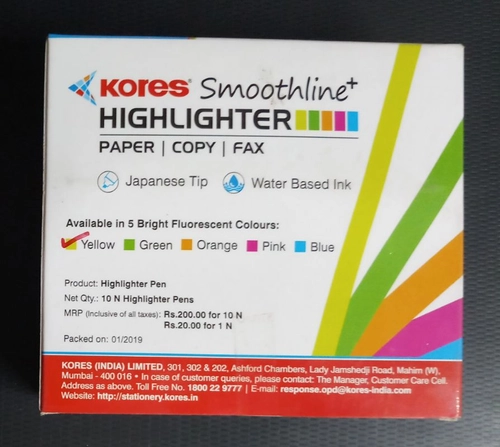 KORES Smoothline+
HIGHLIGHTER
PAPER | COPY | FAX
Japanese Tip Water Based Ink
Available in 5 Bright Fluorescent Colours:
Yellow Green Orange Pink Blue
Product: Highlighter Pen
Net Qty.: 10 N Highlighter Pens
MRP (Inclusive of all taxes): Rs.200.00 for 10 N
Rs.20.00 for 1 N
Packed on: 01/2019
KORES (INDIA) LIMITED, 301, 302 & 202, Ashford Chambers, Lady Jamshedji Road, Mahim (W),
Mumbai - 400 016 • In case of customer queries, please contact: The Manager, Customer Care Cell.
Address as above. Toll Free No. 1800 22 9777 | E-mail: response.opd@kores-india.com
Website: http://stationery.kores.in